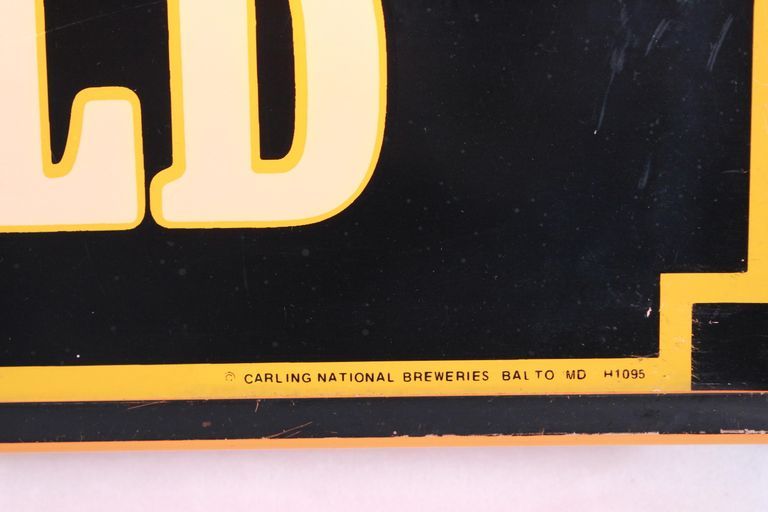 LD
© CARLING NATIONAL BREWERIES BALTO MD H1095